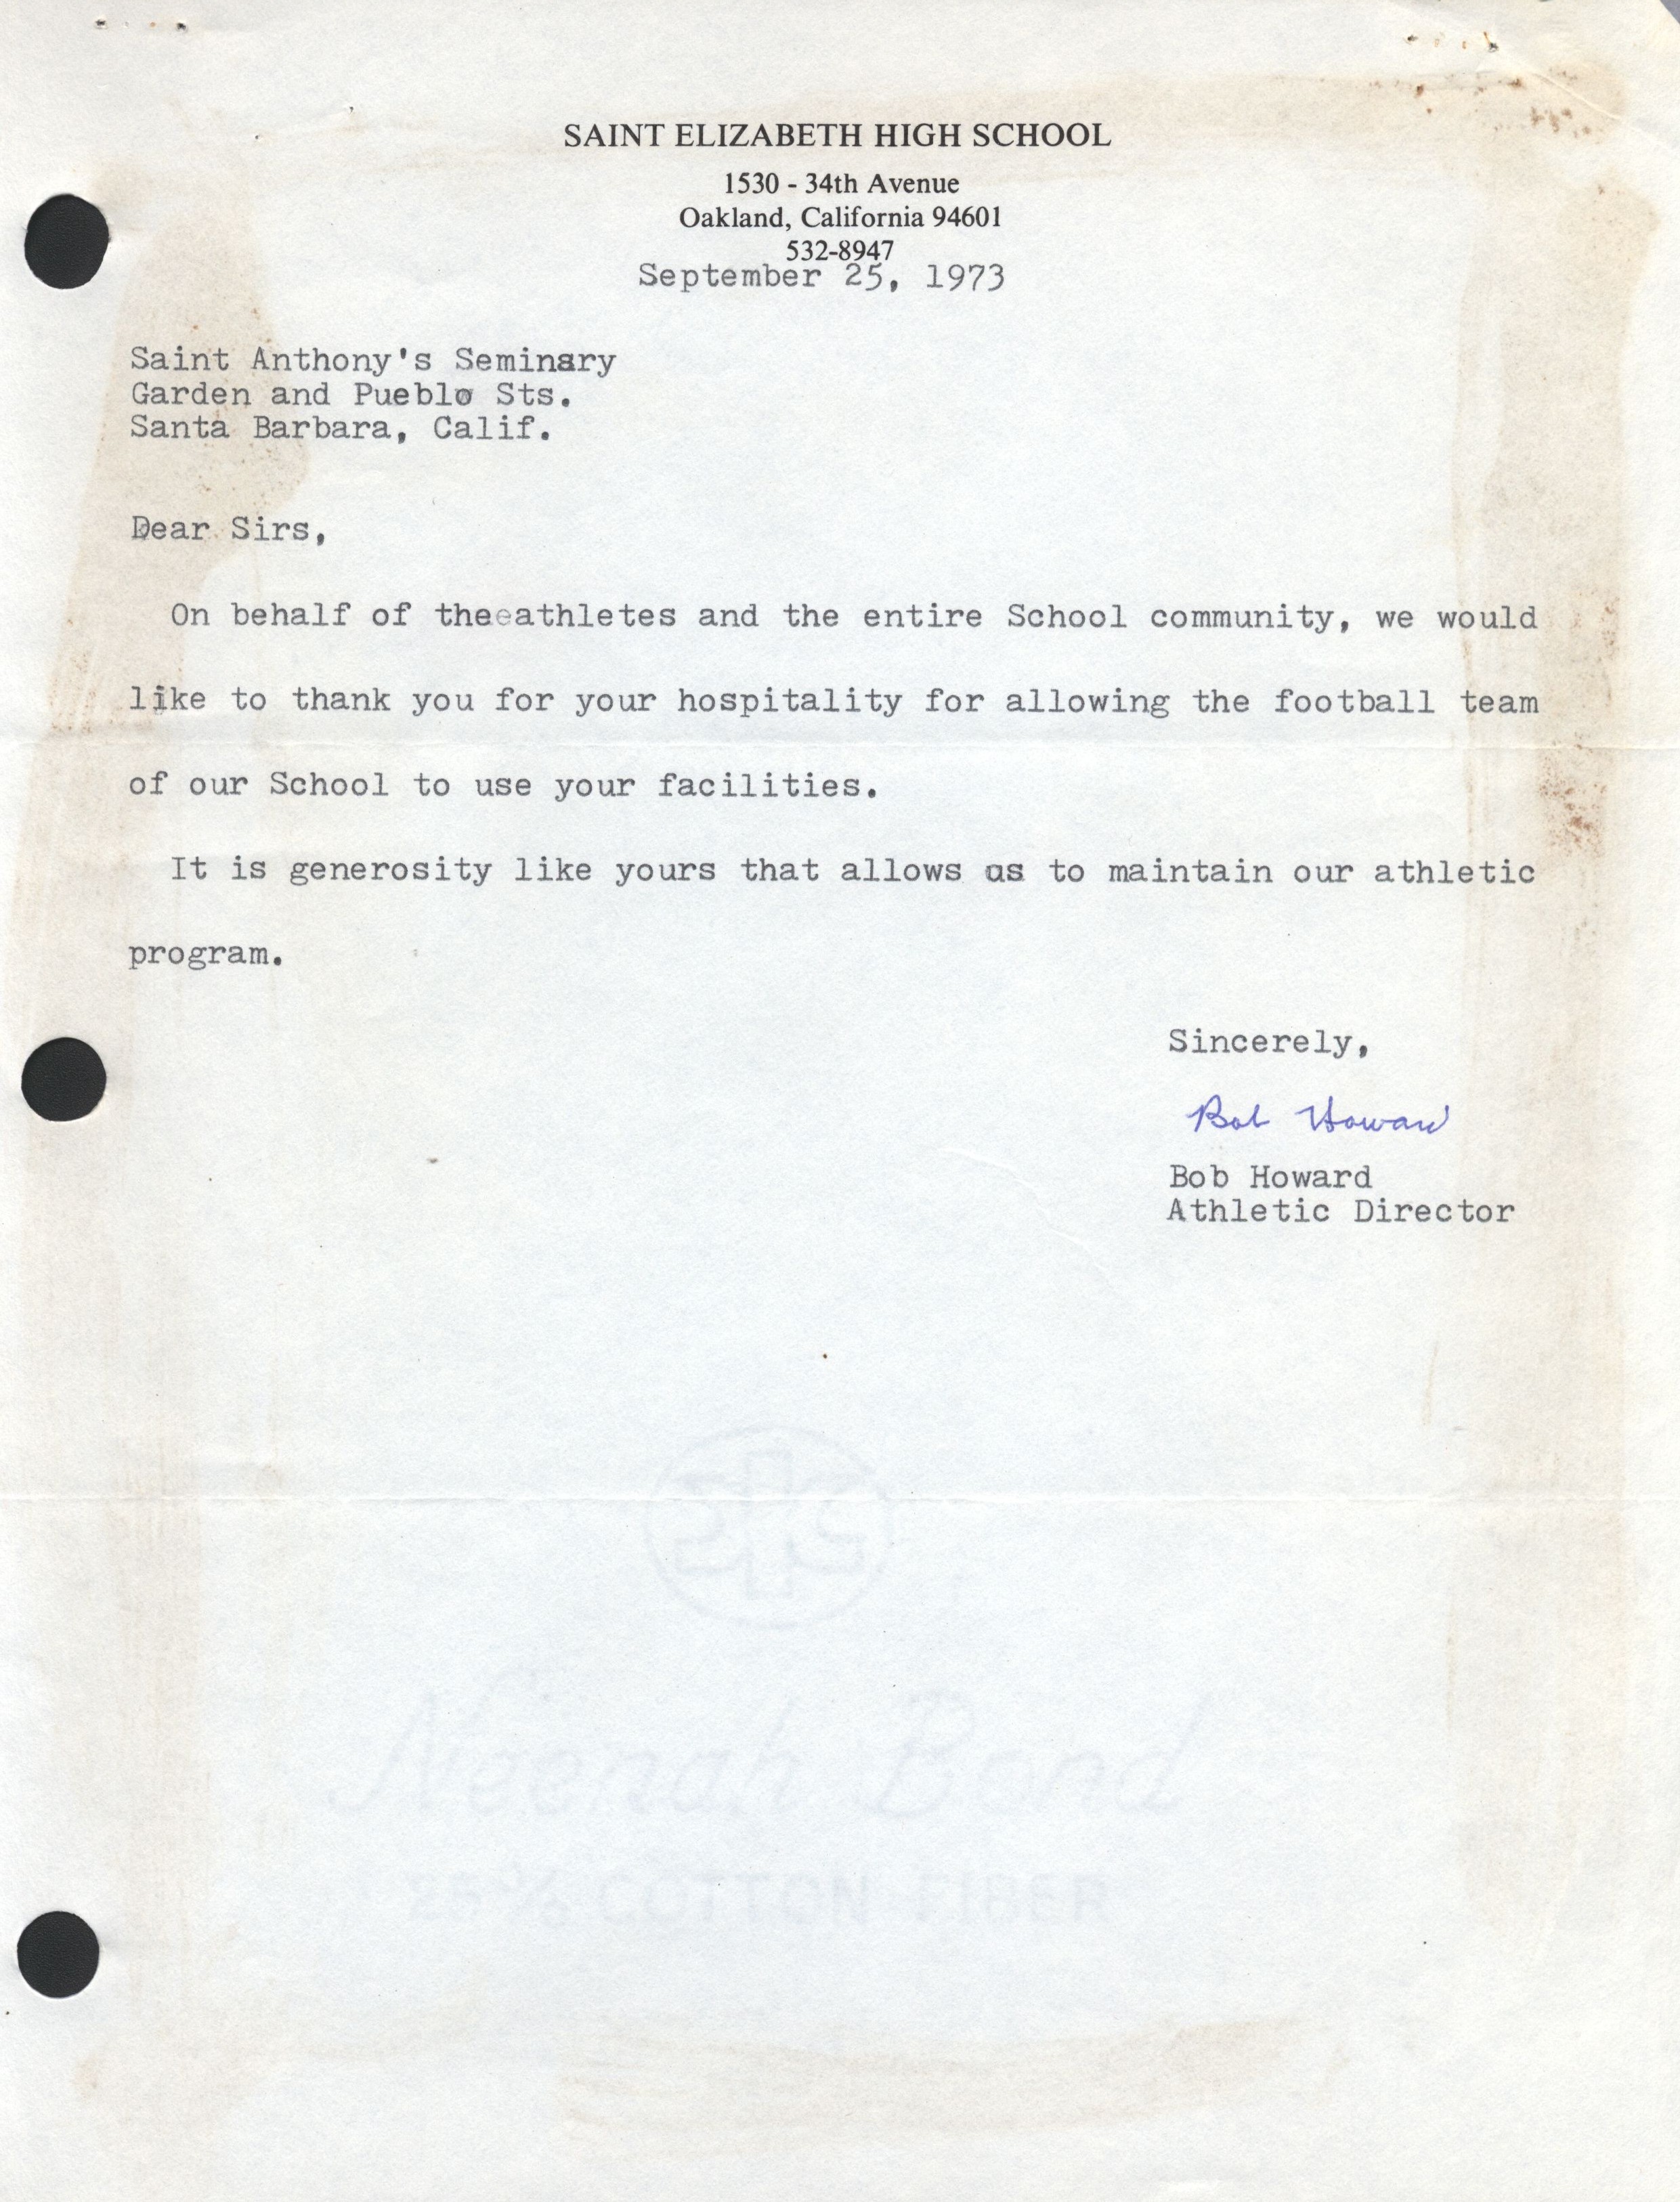 SAINT ELIZABETH HIGH SCHOOL
1530 - 34th Avenue
Oakland, California 94601
532-8947
September 25, 1973
Saint Anthony's Seminary
Garden and Pueblo Sts.
Santa Barbara, Calif.
Dear Sirs,
On behalf of theeathletes and the entire School community, we would
like to thank you for your hospitality for allowing the football team
of our School to use your facilities.
It is generosity like yours that allows us to maintain our athletic
program.
Sincerely,
Bob Howard
Bob Howard
Athletic Director
Neenah Bond
25% COTTON FIBER